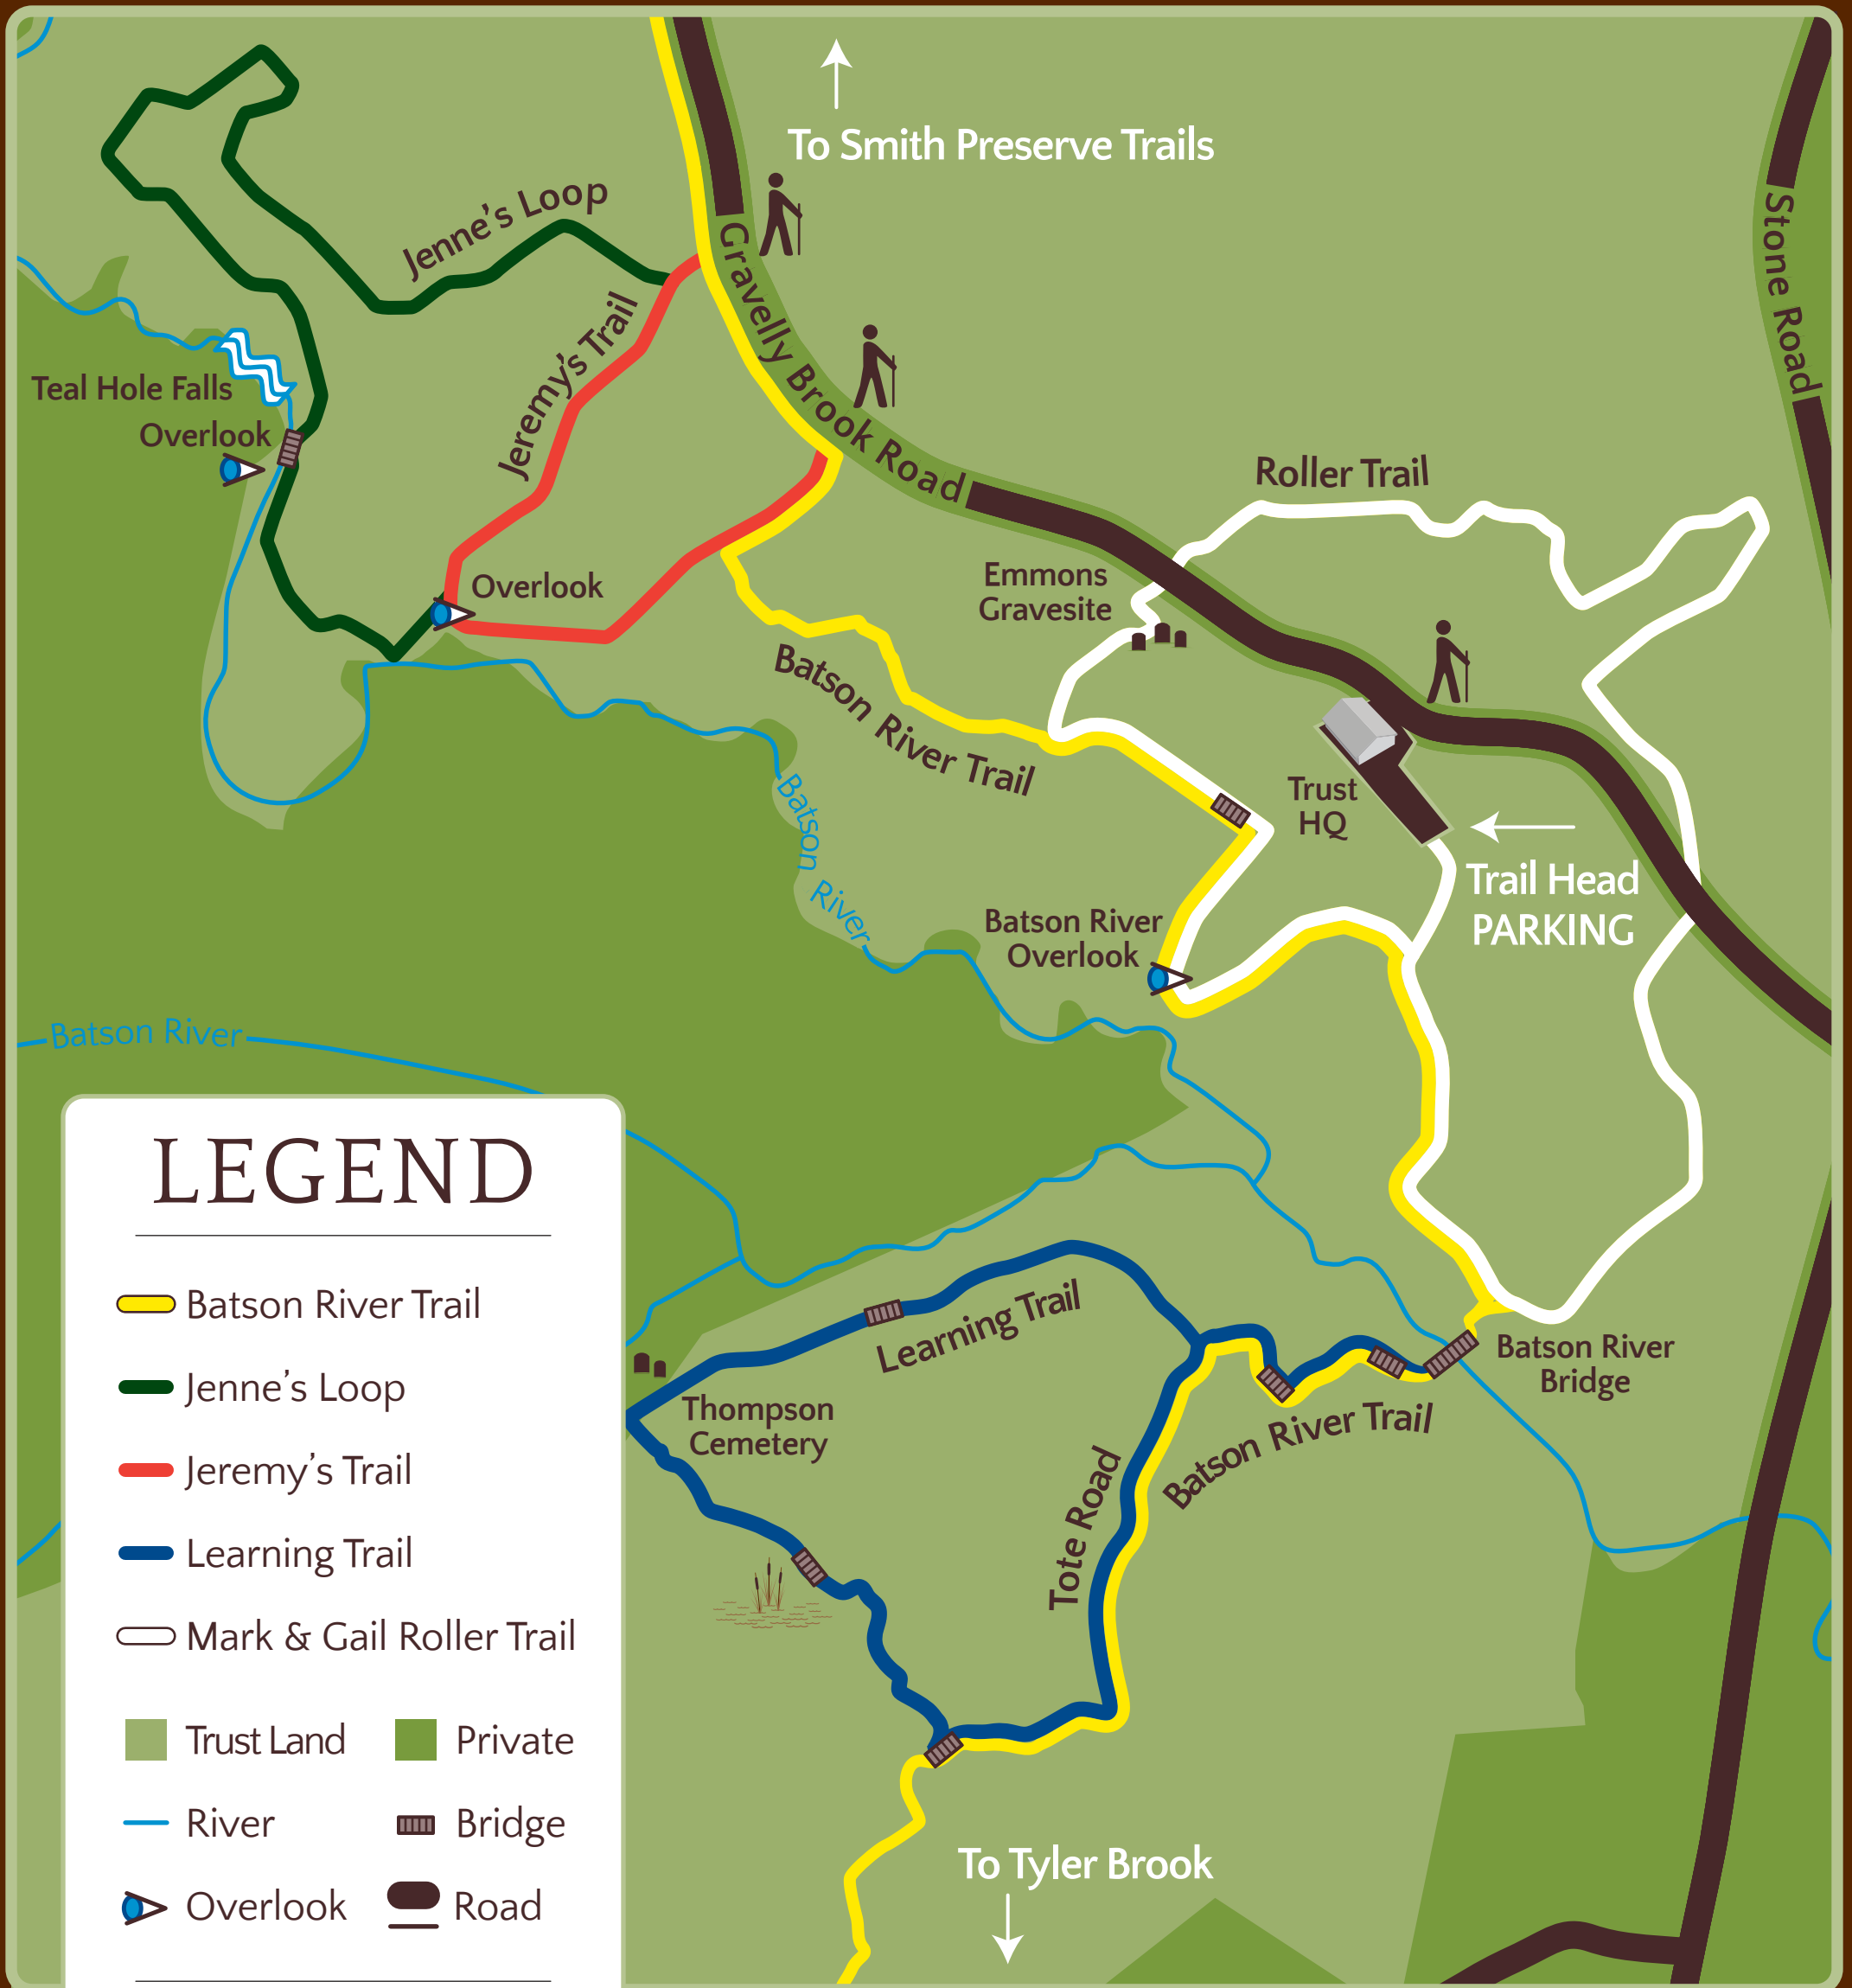 To Smith Preserve Trails
Jenne's Loop
Gravelly Brook Road
Stone Road
Jeremy's Trail
Teal Hole Falls
Overlook
Roller Trail
Overlook
Emmons
Gravesite
Batson River Trail
Trust
HQ
Batson River
Trail Head
PARKING
Batson River
Overlook
Batson River
LEGEND
Batson River Trail
Jenne's Loop
Jeremy's Trail
Learning Trail
Mark & Gail Roller Trail
Trust Land
Private
River
Bridge
Overlook
Road
Learning Trail
Batson River
Bridge
Thompson
Cemetery
Batson River Trail
Tote Road
To Tyler Brook